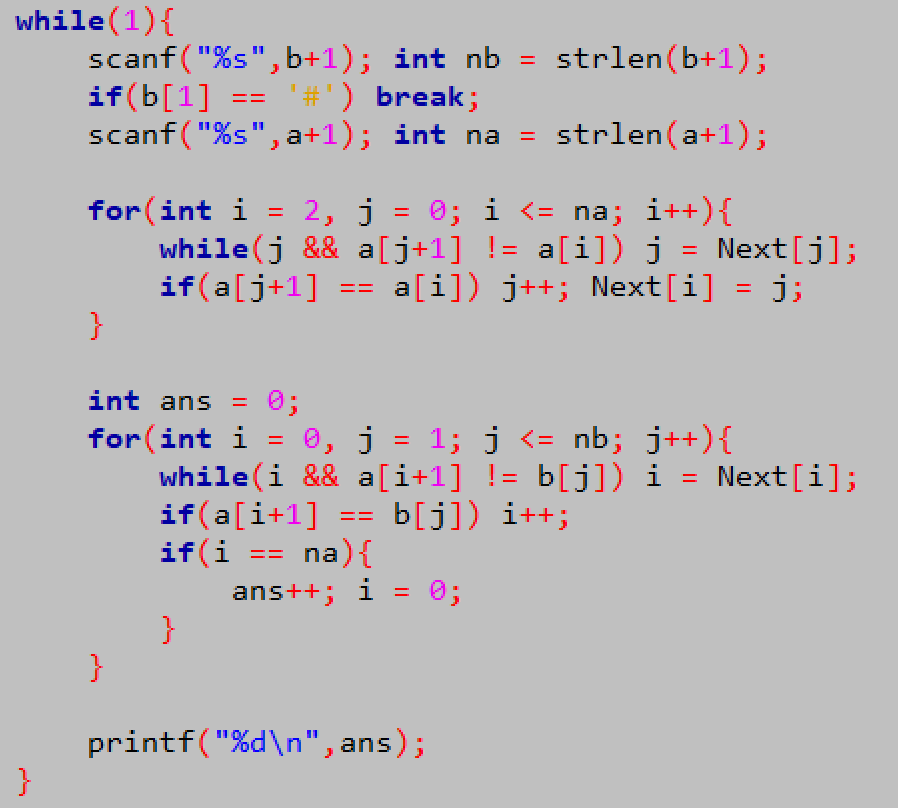 while(1){
    scanf("%s",b+1); int nb = strlen(b+1);
    if(b[1] == '#') break;
    scanf("%s",a+1); int na = strlen(a+1);

    for(int i = 2, j = 0; i <= na; i++){
        while(j && a[j+1] != a[i]) j = Next[j];
        if(a[j+1] == a[i]) j++; Next[i] = j;
    }

    int ans = 0;
    for(int i = 0, j = 1; j <= nb; j++){
        while(i && a[i+1] != b[j]) i = Next[i];
        if(a[i+1] == b[j]) i++;
        if(i == na){
            ans++; i = 0;
        }
    }

    printf("%d\n",ans);
}